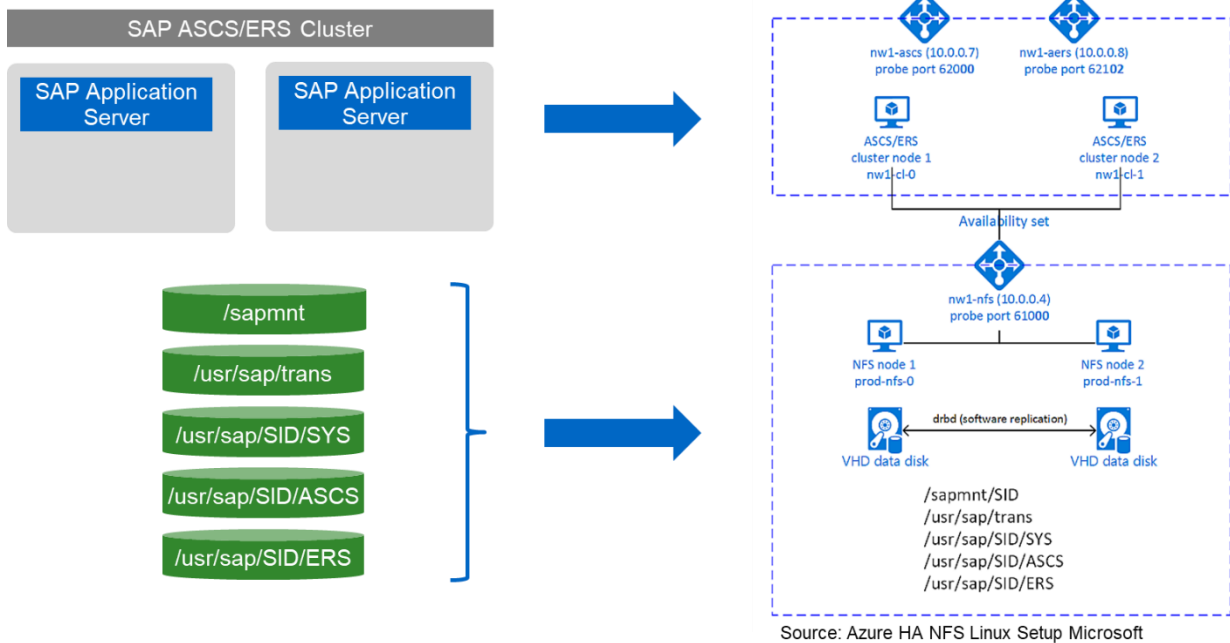 SAP ASCS/ERS Cluster
SAP Application
Server
SAP Application
Server
/sapmnt
/usr/sap/trans
/usr/sap/SID/SYS
/usr/sap/SID/ASCS
/usr/sap/SID/ERS
nw1-ascs (10.0.0.7)
probe port 62000
nw1-aers (10.0.0.8)
probe port 62102
ASCS/ERS
cluster node 1
nw1-cl-0
ASCS/ERS
cluster node 2
nw1-cl-1
Availability set
nw1-nfs (10.0.0.4)
probe port 61000
NFS node 1
prod-nfs-0
NFS node 2
prod-nfs-1
drbd (software replication)
VHD data disk
VHD data disk
/sapmnt/SID
/usr/sap/trans
/usr/sap/SID/SYS
/usr/sap/SID/ASCS
/usr/sap/SID/ERS
Source: Azure HA NFS Linux Setup Microsoft